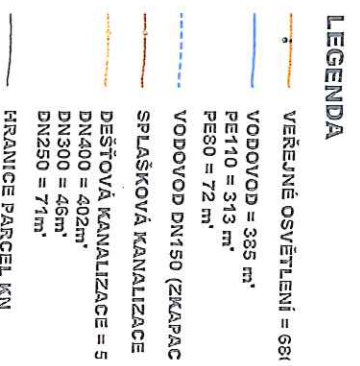 LEGENDA
VEŘEJNÉ OSVĚTLENÍ = 68
VODOVOD = 385 m'
PE110 = 313 m'
PE80 = 72 m'
VODOVOD DN150 (ZKAPAC
SPLAŠKOVÁ KANALIZACE
DEŠŤOVÁ KANALIZACE = 5
DN400 = 402m'
DN300 = 46m'
DN250 = 71m'
HRANICE PARCEL KN